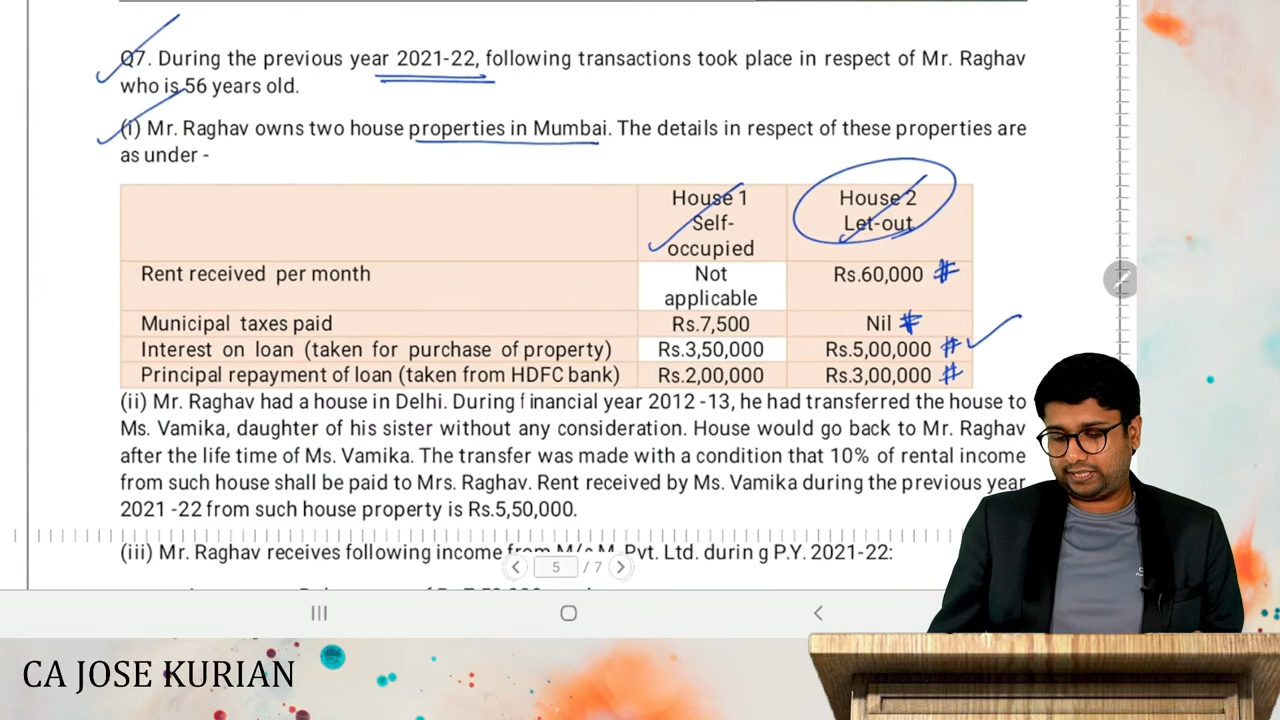 Q7. During the previous year 2021-22, following transactions took place in respect of Mr. Raghav
who is 56 years old.
(i) Mr. Raghav owns two house properties in Mumbai. The details in respect of these properties are
as under -
House 1 House 2
Self- Let-out
occupied
Rent received per month Not Rs.60,000 #
applicable
Municipal taxes paid Rs.7,500 Nil #
Interest on loan (taken for purchase of property) Rs.3,50,000 Rs.5,00,000 #
Principal repayment of loan (taken from HDFC bank) Rs.2,00,000 Rs.3,00,000 #
(ii) Mr. Raghav had a house in Delhi. During financial year 2012 -13, he had transferred the house to
Ms. Vamika, daughter of his sister without any consideration. House would go back to Mr. Raghav
after the life time of Ms. Vamika. The transfer was made with a condition that 10% of rental income
from such house shall be paid to Mrs. Raghav. Rent received by Ms. Vamika during the previous year
2021 -22 from such house property is Rs.5,50,000.
(iii) Mr. Raghav receives following income from M/s M Pvt. Ltd. durin g P.Y. 2021-22:
5 / 7
CA JOSE KURIAN